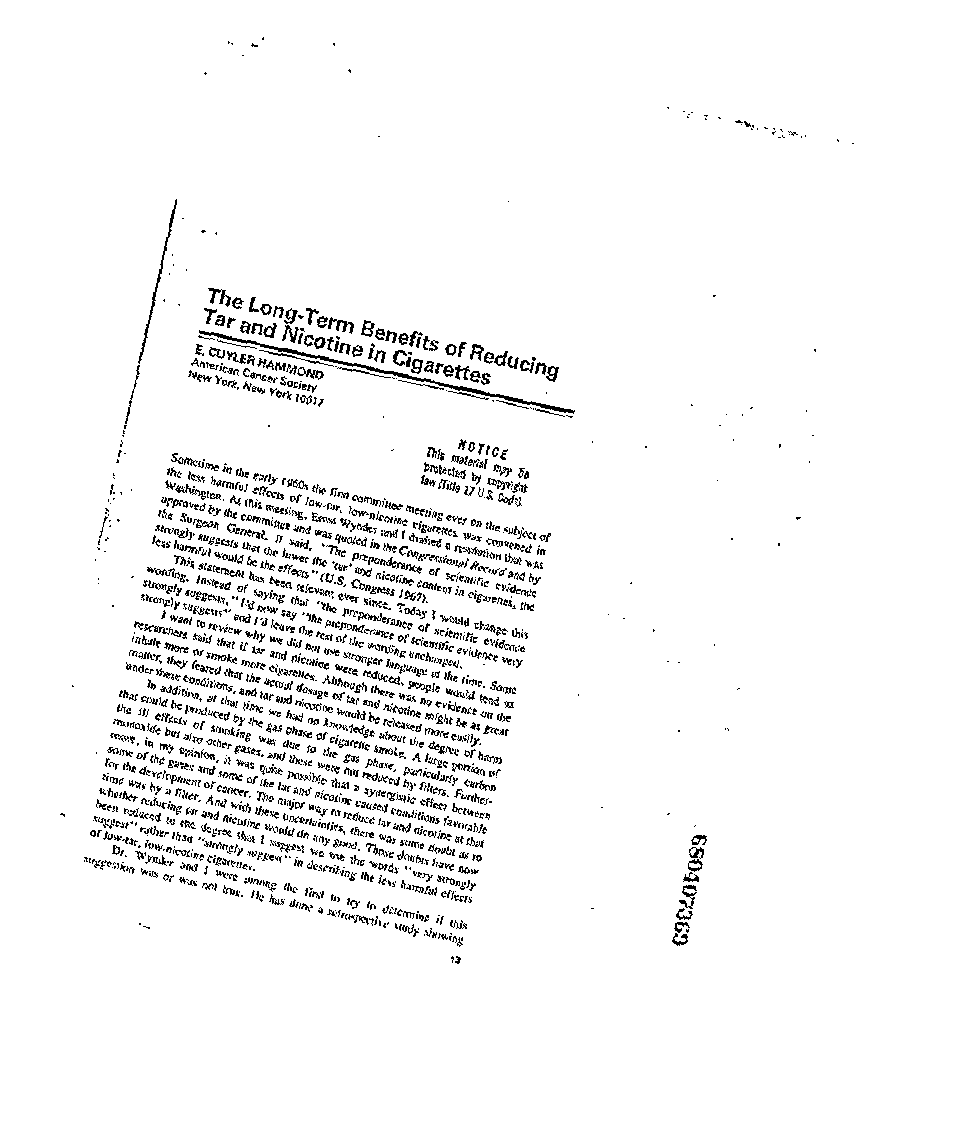 The Long-Term Benefits of Reducing
Tar and Nicotine in Cigarettes
E. CUYLER HAMMOND
American Cancer Society
New York, New York 10017
NOTICE
This material may be
protected by copyright
law (Title 17 U.S. Code).
Sometime in the early 1960s the first committee meeting ever on the subject of
the less harmful effects of low-tar, low-nicotine cigarettes was convened in
Washington. At this meeting, Ernst Wynder and I drafted a resolution that was
approved by the committee and was quoted in the Congressional Record and by
the Surgeon General. It said, "The preponderance of scientific evidence
strongly suggests that the lower the 'tar' and nicotine content in cigarettes, the
less harmful would be the effects" (U.S. Congress 1967).
This statement has been relevant ever since. Today I would change this
wording. Instead of saying that "the preponderance of scientific evidence
strongly suggests," I'd now say "the preponderance of scientific evidence very
strongly suggests" and I'd leave the rest of the wording unchanged.
I want to review why we did not use stronger language at the time. Some
researchers said that if tar and nicotine were reduced, people would tend to
inhale more or smoke more cigarettes. Although there was no evidence on the
matter, they feared that the actual dosage of tar and nicotine might be as great
under these conditions, and tar and nicotine would be released more easily.
In addition, at that time we had no knowledge about the degree of harm
that could be produced by the gas phase of cigarette smoke. A large portion of
the ill effects of smoking was due to the gas phase, particularly carbon
monoxide but also other gases, and these were not reduced by filters. Further-
more, in my opinion, it was quite possible that a synergistic effect between
some of the gases and some of the tar and nicotine caused conditions favorable
for the development of cancer. The major way to reduce tar and nicotine at that
time was by a filter. And with these uncertainties, there was some doubt as to
whether reducing tar and nicotine would do any good. Those doubts have now
been reduced to the degree that I suggest we use the words "very strongly
suggest" rather than "strongly suggest" in describing the less harmful effects
of low-tar, low-nicotine cigarettes.
Dr. Wynder and I were among the first to try to determine if this
suggestion was or was not true. He has done a retrospective study showing
13
680407369